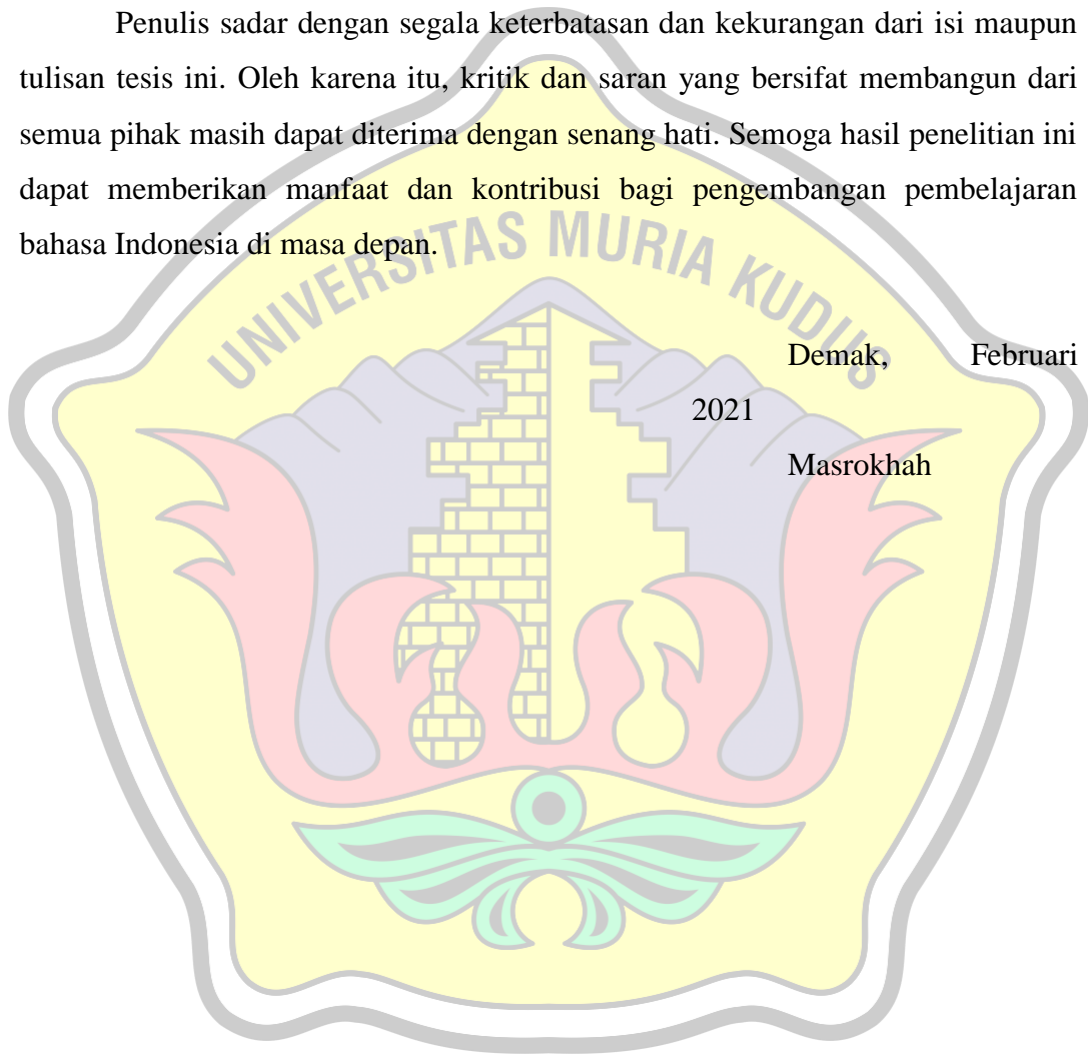 Penulis sadar dengan segala keterbatasan dan kekurangan dari isi maupun
tulisan tesis ini. Oleh karena itu, kritik dan saran yang bersifat membangun dari
semua pihak masih dapat diterima dengan senang hati. Semoga hasil penelitian ini
dapat memberikan manfaat dan kontribusi bagi pengembangan pembelajaran
bahasa Indonesia di masa depan.
UNIVERSITAS MURIA KUDUS
Demak, Februari
2021
Masrokhah